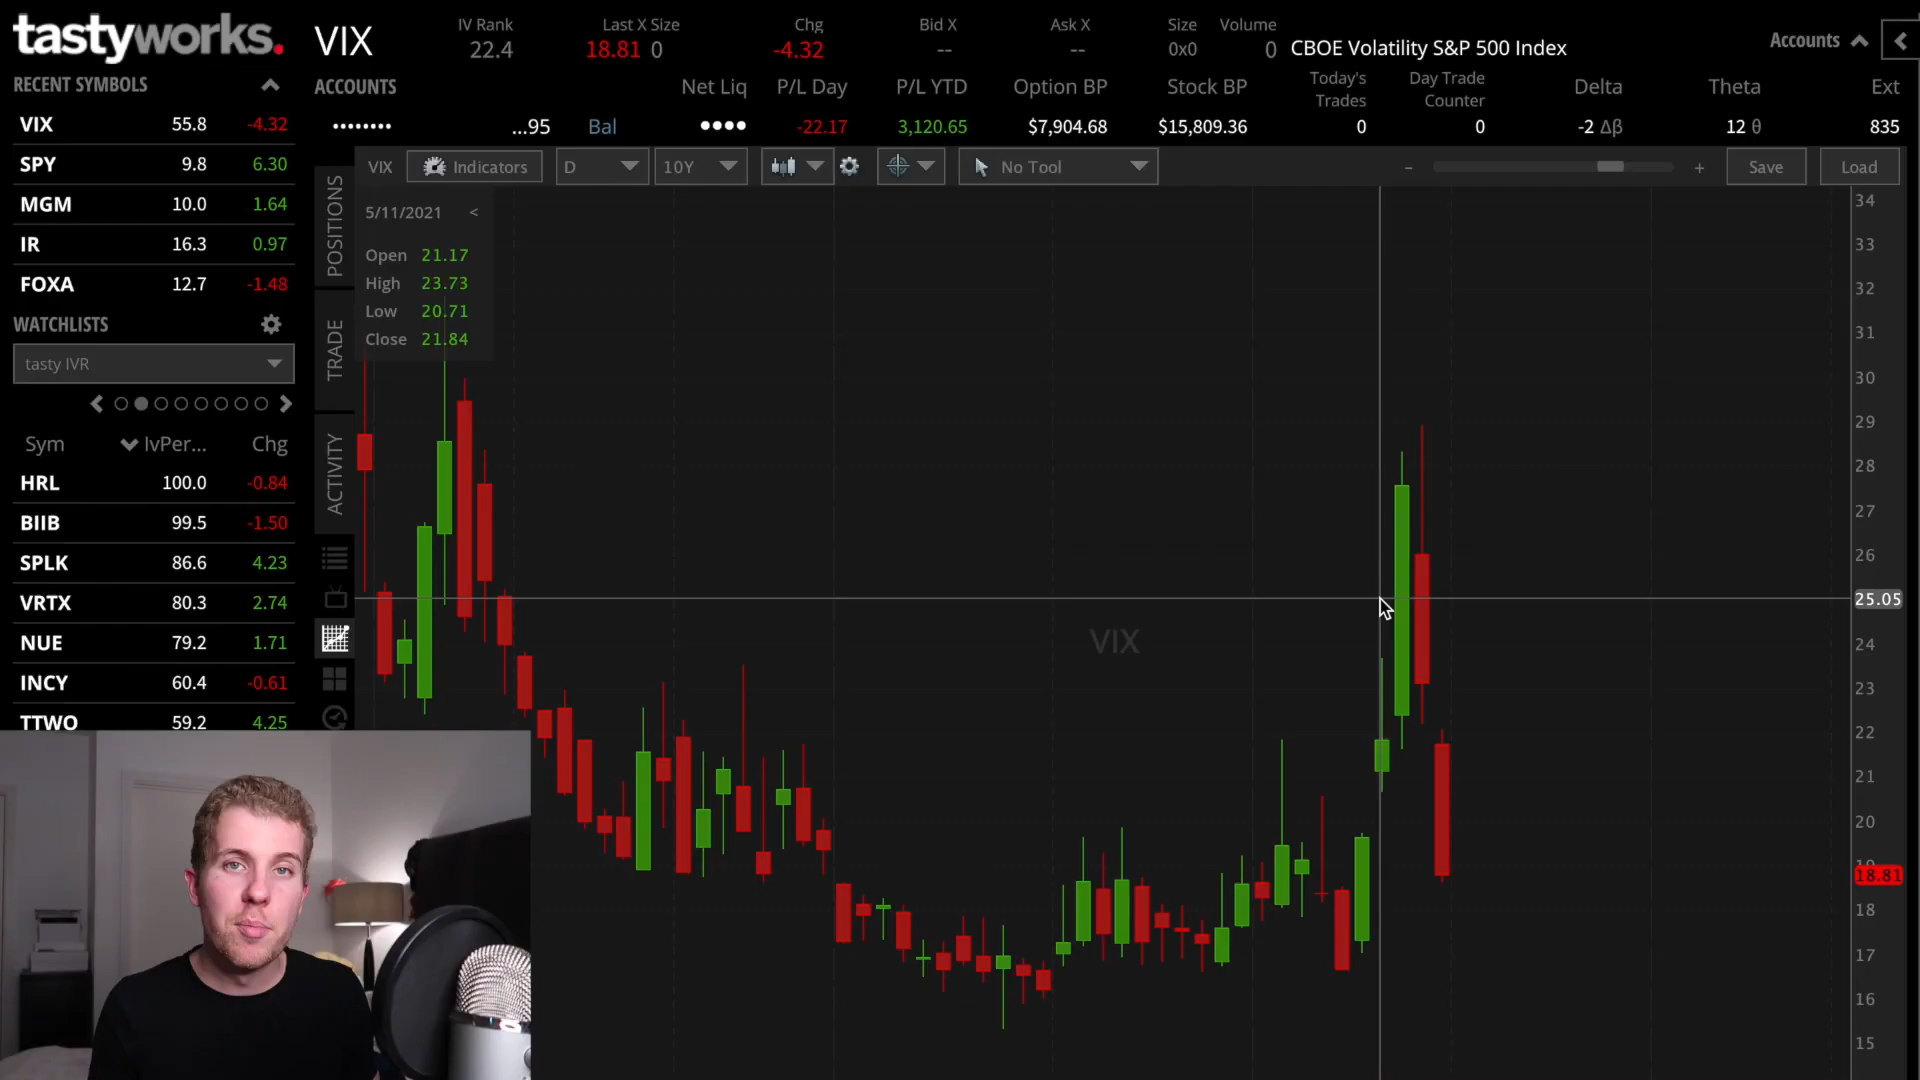 tastyworks.
VIX
IV Rank
22.4
Last X Size
18.81 0
Chg
-4.32
Bid X
--
Ask X
--
Size
0x0
Volume
0
CBOE Volatility S&P 500 Index
Accounts
RECENT SYMBOLS
VIX 55.8 -4.32
SPY 9.8 6.30
MGM 10.0 1.64
IR 16.3 0.97
FOXA 12.7 -1.48
WATCHLISTS
tasty IVR
Sym IvPer... Chg
HRL 100.0 -0.84
BIIB 99.5 -1.50
SPLK 86.6 4.23
VRTX 80.3 2.74
NUE 79.2 1.71
INCY 60.4 -0.61
TTWO 59.2 4.25
ACCOUNTS Net Liq P/L Day P/L YTD Option BP Stock BP Today's Trades Day Trade Counter Delta Theta Ext
...95 Bal -22.17 3,120.65 $7,904.68 $15,809.36 0 0 -2 Δβ 12 θ 835
POSITIONS
TRADE
ACTIVITY
VIX Indicators D 10Y No Tool - + Save Load
5/11/2021 <
Open 21.17
High 23.73
Low 20.71
Close 21.84
VIX
34
33
32
31
30
29
28
27
26
25.05
24
23
22
21
20
19
18.81
18
17
16
15